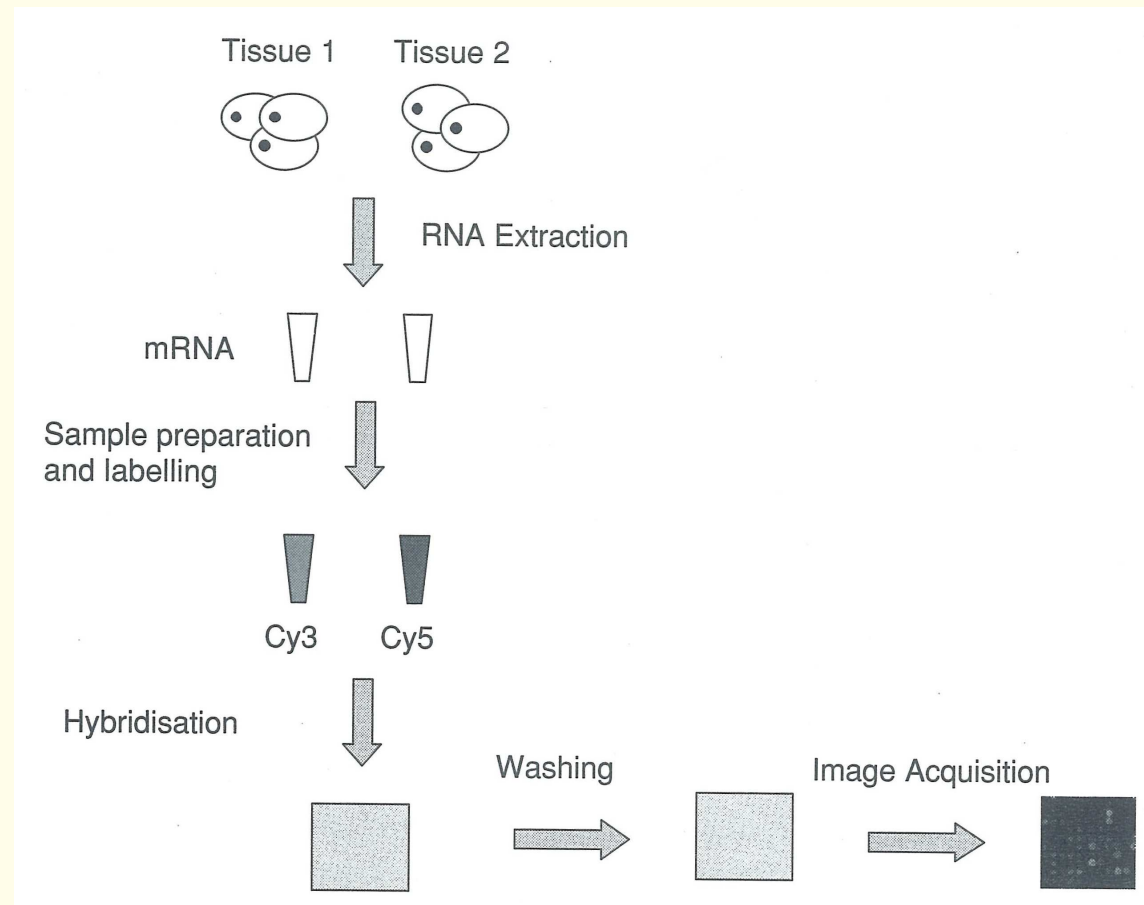 Tissue 1
Tissue 2
RNA Extraction
mRNA
Sample preparation
and labelling
Cy3
Cy5
Hybridisation
Washing
Image Acquisition